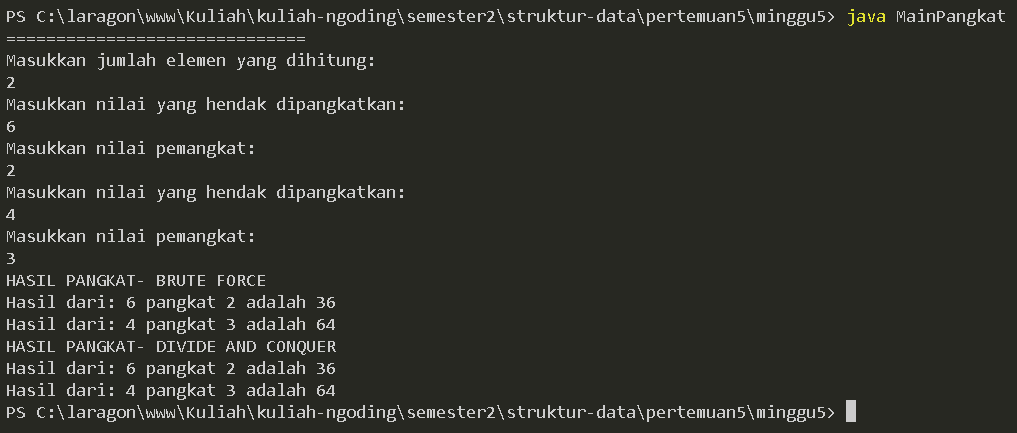 PS C:\laragon\www\Kuliah\kuliah-ngoding\semester2\struktur-data\pertemuan5\minggu5> java MainPangkat
==============================
Masukkan jumlah elemen yang dihitung:
2
Masukkan nilai yang hendak dipangkatkan:
6
Masukkan nilai pemangkat:
2
Masukkan nilai yang hendak dipangkatkan:
4
Masukkan nilai pemangkat:
3
HASIL PANGKAT- BRUTE FORCE
Hasil dari: 6 pangkat 2 adalah 36
Hasil dari: 4 pangkat 3 adalah 64
HASIL PANGKAT- DIVIDE AND CONQUER
Hasil dari: 6 pangkat 2 adalah 36
Hasil dari: 4 pangkat 3 adalah 64
PS C:\laragon\www\Kuliah\kuliah-ngoding\semester2\struktur-data\pertemuan5\minggu5>